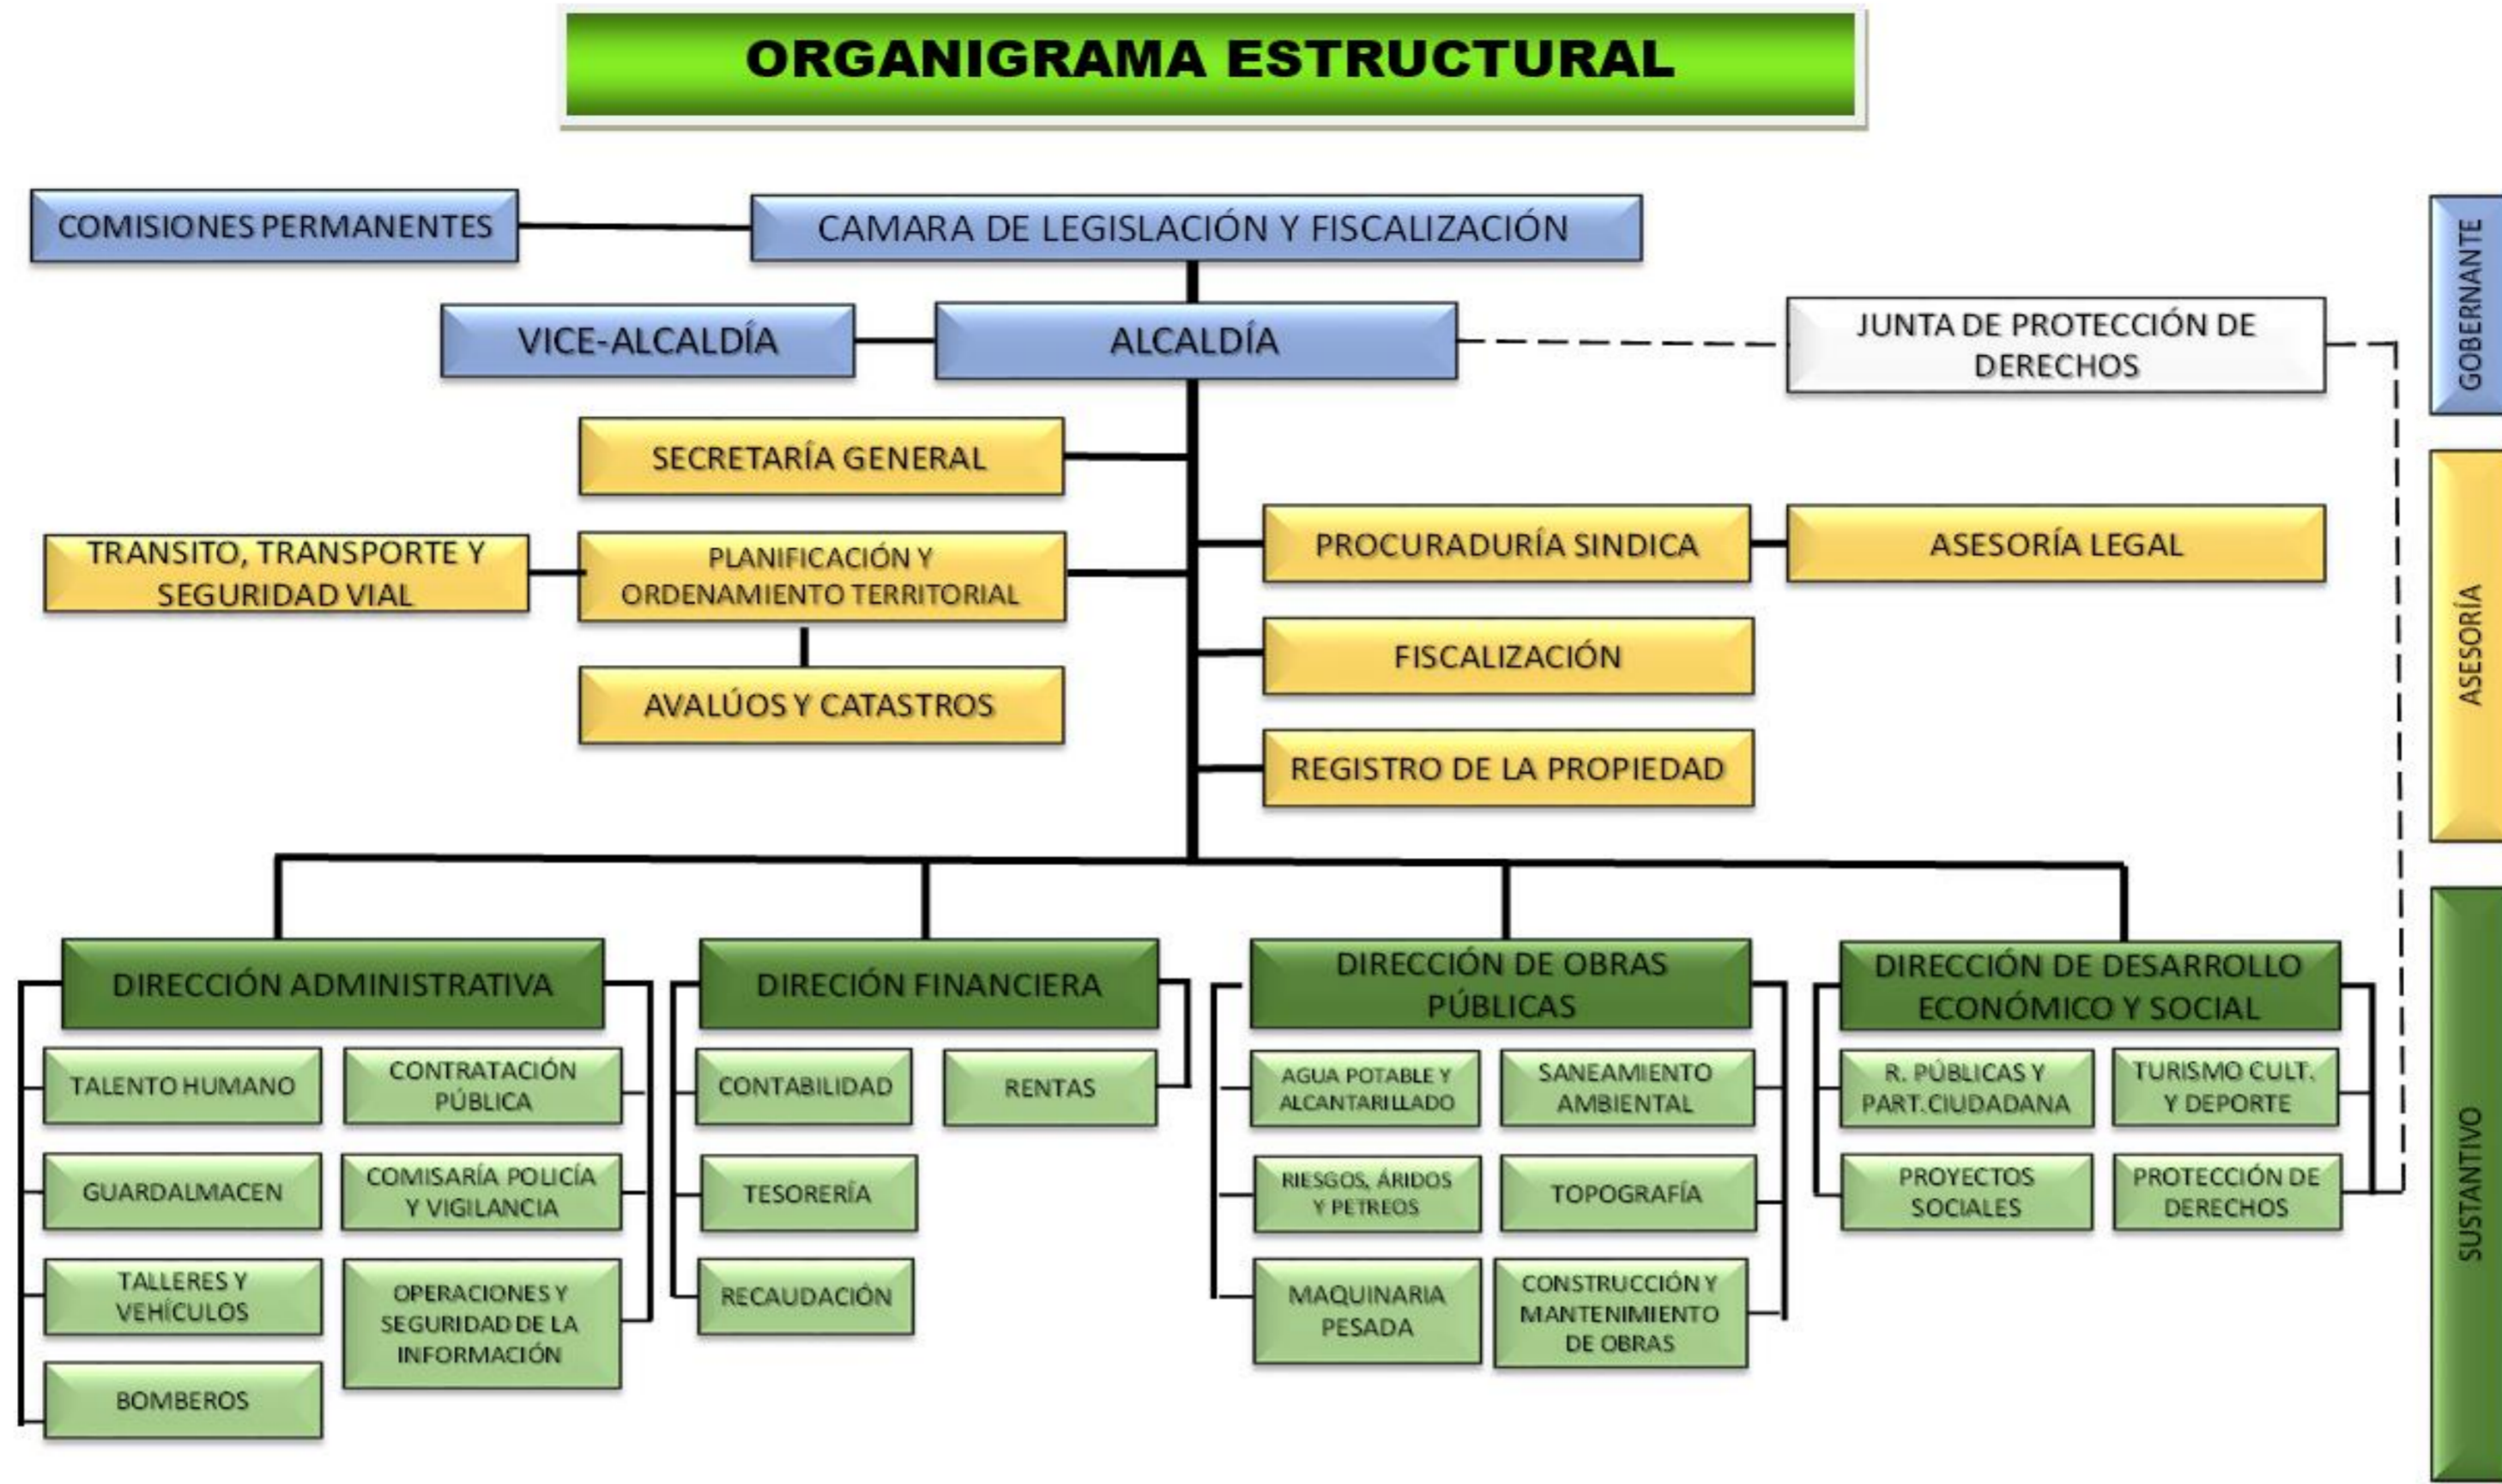 ORGANIGRAMA ESTRUCTURAL
COMISIONES PERMANENTES
CAMARA DE LEGISLACIÓN Y FISCALIZACIÓN
GOBERNANTE
VICE-ALCALDÍA
ALCALDÍA
JUNTA DE PROTECCIÓN DE
DERECHOS
SECRETARÍA GENERAL
TRANSITO, TRANSPORTE Y
SEGURIDAD VIAL
PLANIFICACIÓN Y
ORDENAMIENTO TERRITORIAL
PROCURADURÍA SINDICA
ASESORÍA LEGAL
ASESORÍA
FISCALIZACIÓN
AVALÚOS Y CATASTROS
REGISTRO DE LA PROPIEDAD
DIRECCIÓN ADMINISTRATIVA
TALENTO HUMANO
CONTRATACIÓN
PÚBLICA
GUARDALMACEN
COMISARÍA POLICÍA
Y VIGILANCIA
TALLERES Y
VEHÍCULOS
OPERACIONES Y
SEGURIDAD DE LA
INFORMACIÓN
BOMBEROS
DIRECIÓN FINANCIERA
CONTABILIDAD
RENTAS
TESORERÍA
RECAUDACIÓN
DIRECCIÓN DE OBRAS
PÚBLICAS
AGUA POTABLE Y
ALCANTARILLADO
SANEAMIENTO
AMBIENTAL
RIESGOS, ÁRIDOS
Y PETREOS
TOPOGRAFÍA
MAQUINARIA
PESADA
CONSTRUCCIÓN Y
MANTENIMIENTO
DE OBRAS
DIRECCIÓN DE DESARROLLO
ECONÓMICO Y SOCIAL
R. PÚBLICAS Y
PART.CIUDADANA
TURISMO CULT.
Y DEPORTE
PROYECTOS
SOCIALES
PROTECCIÓN DE
DERECHOS
SUSTANTIVO